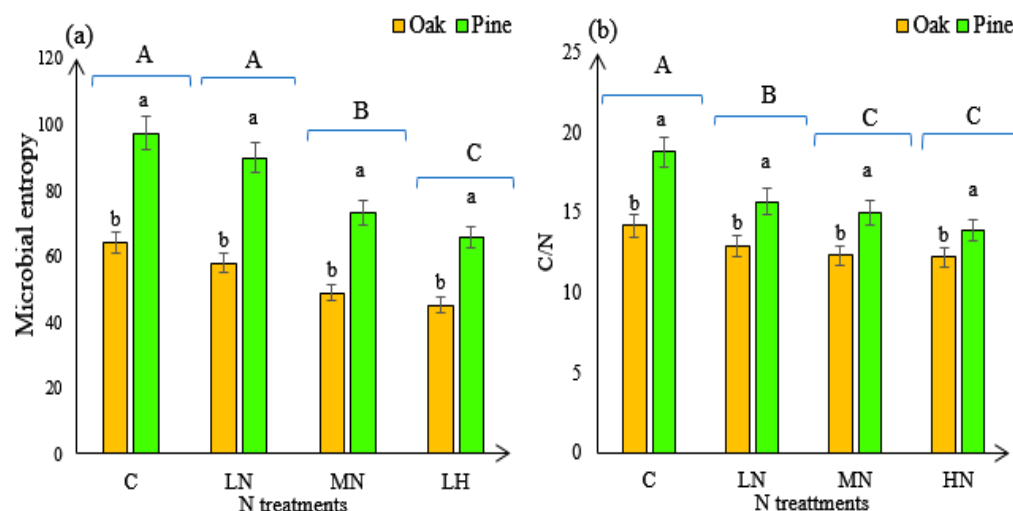 (a)
Oak Pine
Microbial entropy
120
100
80
60
40
20
0
A A B C
a a a a
b b b b
C LN MN LH
N treatments
(b)
Oak Pine
C/N
25
20
15
10
5
0
A B C C
a a a a
b b b b
C LN MN HN
N treattments